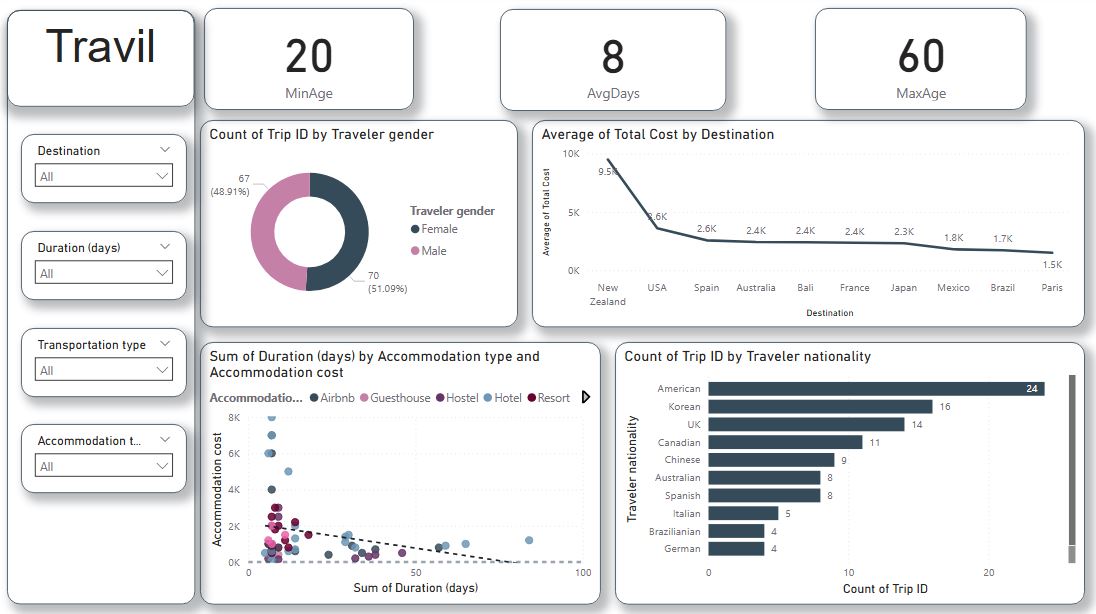 Travil
20
MinAge
8
AvgDays
60
MaxAge
Destination
All
Duration (days)
All
Transportation type
All
Accommodation t...
All
Count of Trip ID by Traveler gender
67
(48.91%)
70
(51.09%)
Traveler gender
Female
Male
Average of Total Cost by Destination
Average of Total Cost
10K
5K
0K
9.5K
3.6K
2.6K
2.4K
2.4K
2.4K
2.3K
1.8K
1.7K
1.5K
New
Zealand
USA
Spain
Australia
Bali
France
Japan
Mexico
Brazil
Paris
Destination
Sum of Duration (days) by Accommodation type and
Accommodation cost
Accommodatio... Airbnb Guesthouse Hostel Hotel Resort
Accommodation cost
8K
6K
4K
2K
0K
0 50 100
Sum of Duration (days)
Count of Trip ID by Traveler nationality
Traveler nationality
American 24
Korean 16
UK 14
Canadian 11
Chinese 9
Australian 8
Spanish 8
Italian 5
Brazilianian 4
German 4
0 10 20
Count of Trip ID